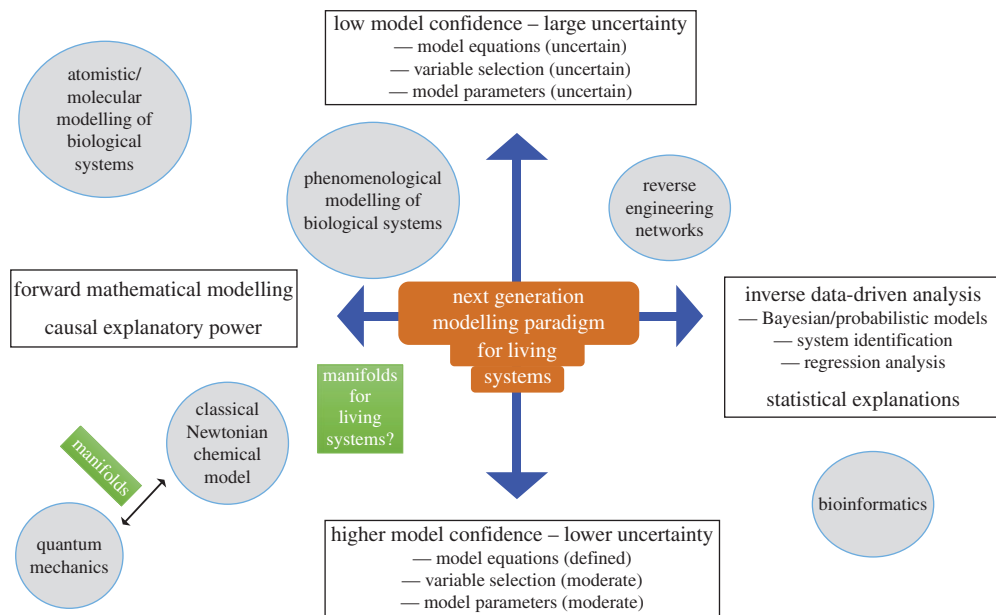 low model confidence – large uncertainty
— model equations (uncertain)
— variable selection (uncertain)
— model parameters (uncertain)
atomistic/
molecular
modelling of
biological
systems
phenomenological
modelling of
biological systems
reverse
engineering
networks
forward mathematical modelling
causal explanatory power
next generation
modelling paradigm
for living
systems
inverse data-driven analysis
— Bayesian/probabilistic models
— system identification
— regression analysis
statistical explanations
manifolds
for
living
systems?
classical
Newtonian
chemical
model
manifolds
quantum
mechanics
bioinformatics
higher model confidence – lower uncertainty
— model equations (defined)
— variable selection (moderate)
— model parameters (moderate)